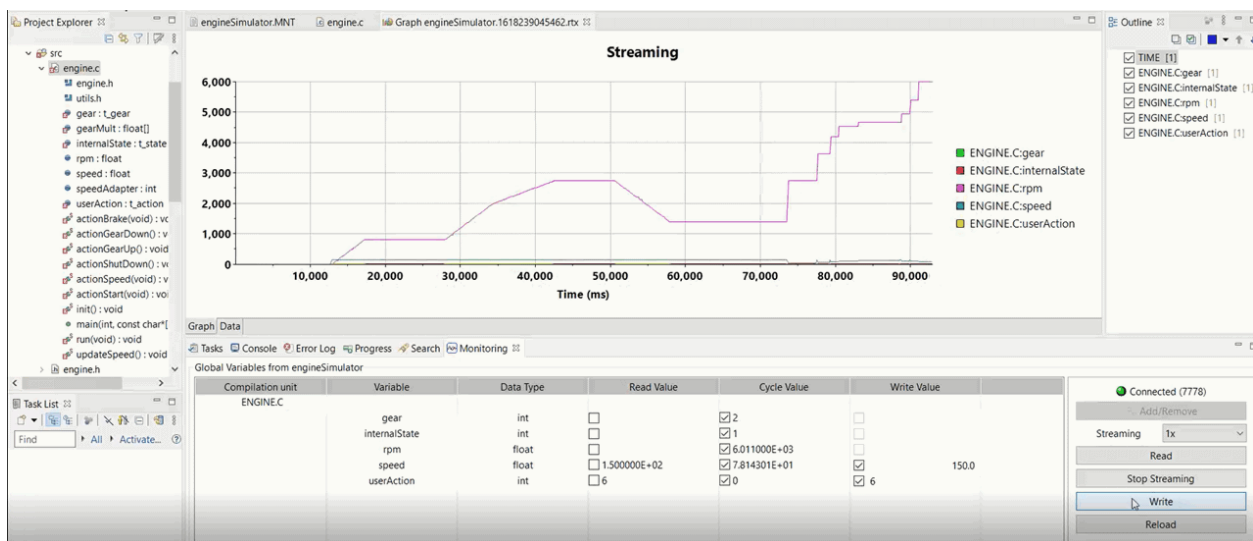 Project Explorer
src
engine.c
engine.h
utils.h
gear : t_gear
gearMult : float[]
internalState : t_state
rpm : float
speed : float
speedAdapter : int
userAction : t_action
actionBrake(void) : vc
actionGearDown() : v
actionGearUp() : void
actionShutDown() : vc
actionSpeed(void) : v
actionStart(void) : voi
init() : void
main(int, const char*[
run(void) : void
updateSpeed() : void
engine.h
Task List
Find
All
Activate...
engineSimulator.MNT
engine.c
Graph engineSimulator.1618239045462.rtx
Streaming
6,000
5,000
4,000
3,000
2,000
1,000
0
10,000 20,000 30,000 40,000 50,000 60,000 70,000 80,000 90,000
Time (ms)
ENGINE.C:gear
ENGINE.C:internalState
ENGINE.C:rpm
ENGINE.C:speed
ENGINE.C:userAction
Graph Data
Outline
TIME [1]
ENGINE.C:gear [1]
ENGINE.C:internalState [1]
ENGINE.C:rpm [1]
ENGINE.C:speed [1]
ENGINE.C:userAction [1]
Tasks Console Error Log Progress Search Monitoring
Global Variables from engineSimulator
Compilation unit Variable Data Type Read Value Cycle Value Write Value
ENGINE.C
gear int 2
internalState int 1
rpm float 6.011000E+03
speed float 1.500000E+02 7.814301E+01 150.0
userAction int 6 0 6
Connected (7778)
Add/Remove
Streaming 1x
Read
Stop Streaming
Write
Reload